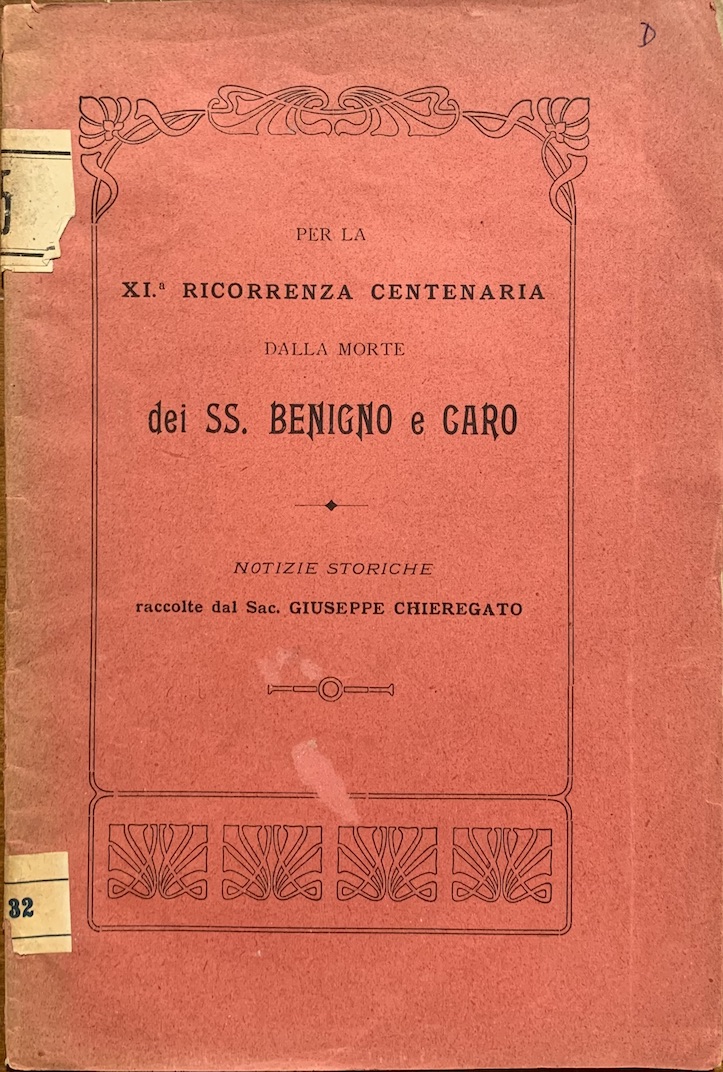 D
5
PER LA
XI.ª RICORRENZA CENTENARIA
DALLA MORTE
dei SS. BENIGNO e CARO
NOTIZIE STORICHE
raccolte dal Sac. GIUSEPPE CHIEREGATO
32